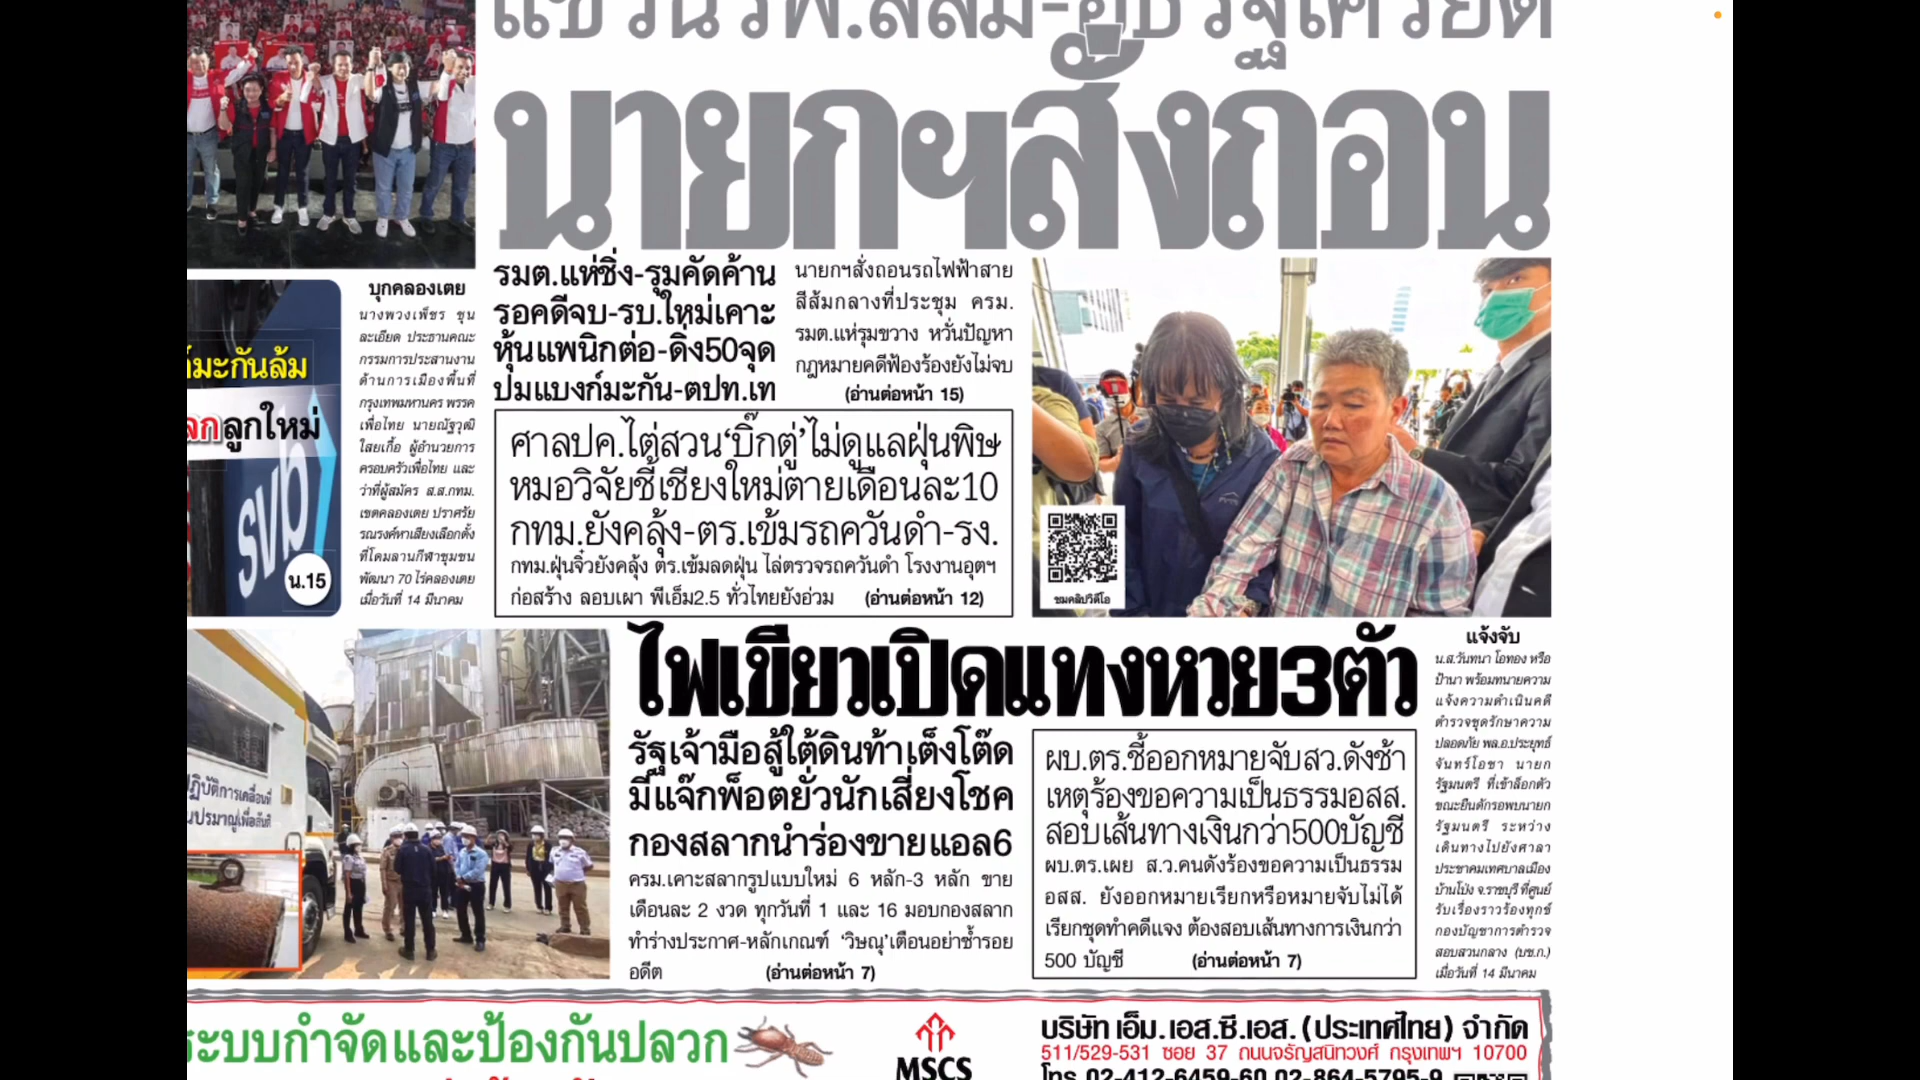 นายกฯสั่งถอน
รมต.แห่ชิ่ง-รุมคัดค้าน
รอคดีจบ-รบ.ใหม่เคาะ
หุ้นแพนิกต่อ-ดิ่ง50จุด
ปมแบงก์มะกัน-ตปท.เท
นายกฯสั่งถอนรถไฟฟ้าสาย
สีส้มกลางที่ประชุม ครม.
รมต.แห่รุมขวาง หวั่นปัญหา
กฎหมายคดีฟ้องร้องยังไม่จบ
(อ่านต่อหน้า 15)
บุกคลองเตย
นางพวงเพ็ชร ชุน
ละเอียด ประธานคณะ
กรรมการประสานงาน
ด้านการเมืองพื้นที่
กรุงเทพมหานคร พรรค
เพื่อไทย นายณัฐวุฒิ
ใสยเกื้อ ผู้อำนวยการ
ครอบครัวเพื่อไทย และ
ว่าที่ผู้สมัคร ส.ส.กทม.
เขตคลองเตย ปราศรัย
รณรงค์หาเสียงเลือกตั้ง
ที่โดมลานกีฬาชุมชน
พัฒนา 70 ไร่คลองเตย
เมื่อวันที่ 14 มีนาคม
มะกันล้ม
ลูกใหม่
svb
น.15
ศาลปค.ไต่สวน‘บิ๊กตู่’ไม่ดูแลฝุ่นพิษ
หมอวิจัยชี้เชียงใหม่ตายเดือนละ10
กทม.ยังคลุ้ง-ตร.เข้มรถควันดำ-รง.
กทม.ฝุ่นจิ๋วยังคลุ้ง ตร.เข้มลดฝุ่น ไล่ตรวจรถควันดำ โรงงานอุตฯ
ก่อสร้าง ลอบเผา พีเอ็ม2.5 ทั่วไทยยังอ่วม (อ่านต่อหน้า 12)
ชมคลิปวิดีโอ
ไฟเขียวเปิดแทงหวย3ตัว
รัฐเจ้ามือสู้ใต้ดินท้าเต็งโต๊ด
มีแจ๊กพ็อตยั่วนักเสี่ยงโชค
กองสลากนำร่องขายแอล6
ครม.เคาะสลากรูปแบบใหม่ 6 หลัก-3 หลัก ขาย
เดือนละ 2 งวด ทุกวันที่ 1 และ 16 มอบกองสลาก
ทำร่างประกาศ-หลักเกณฑ์ ‘วิษณุ’เตือนอย่าซ้ำรอย
อดีต (อ่านต่อหน้า 7)
ผบ.ตร.ชี้ออกหมายจับสว.ดังช้า
เหตุร้องขอความเป็นธรรมอสส.
สอบเส้นทางเงินกว่า500บัญชี
ผบ.ตร.เผย ส.ว.คนดังร้องขอความเป็นธรรม
อสส. ยังออกหมายเรียกหรือหมายจับไม่ได้
เรียกชุดทำคดีแจง ต้องสอบเส้นทางการเงินกว่า
500 บัญชี (อ่านต่อหน้า 7)
แจ้งจับ
น.ส.วันทนา โอทอง หรือ
ป้านา พร้อมทนายความ
แจ้งความดำเนินคดี
ตำรวจชุดรักษาความ
ปลอดภัย พล.อ.ประยุทธ์
จันทร์โอชา นายก
รัฐมนตรี ที่เข้าล็อกตัว
ขณะยืนดักรอพบนายก
รัฐมนตรี ระหว่าง
เดินทางไปยังศาลา
ประชาคมเทศบาลเมือง
บ้านโป่ง จ.ราชบุรี ที่ศูนย์
รับเรื่องราวร้องทุกข์
กองบัญชาการตำรวจ
สอบสวนกลาง (บช.ก.)
เมื่อวันที่ 14 มีนาคม
ระบบกำจัดและป้องกันปลวก
MSCS
บริษัท เอ็ม.เอส.ซี.เอส.(ประเทศไทย) จำกัด
511/529-531 ซอย 37 ถนนจรัญสนิทวงศ์ กรุงเทพฯ 10700
โทร.02-412-6459-60,02-864-5795-9